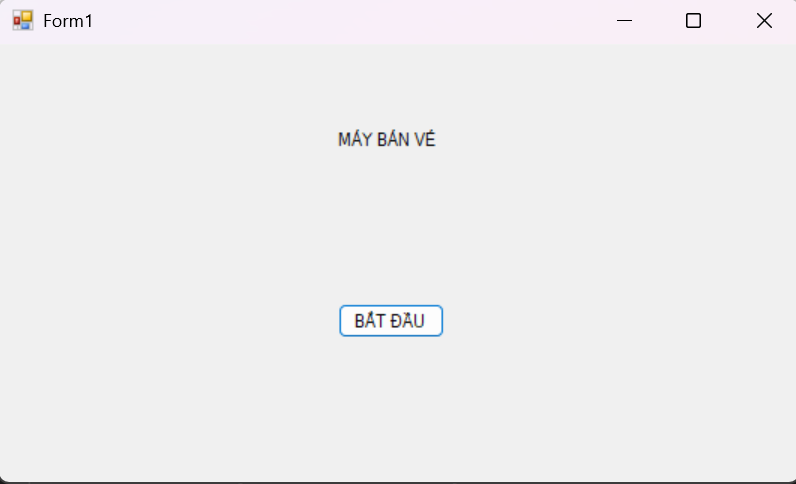 Form1
MÁY BÁN VÉ
BẮT ĐẦU